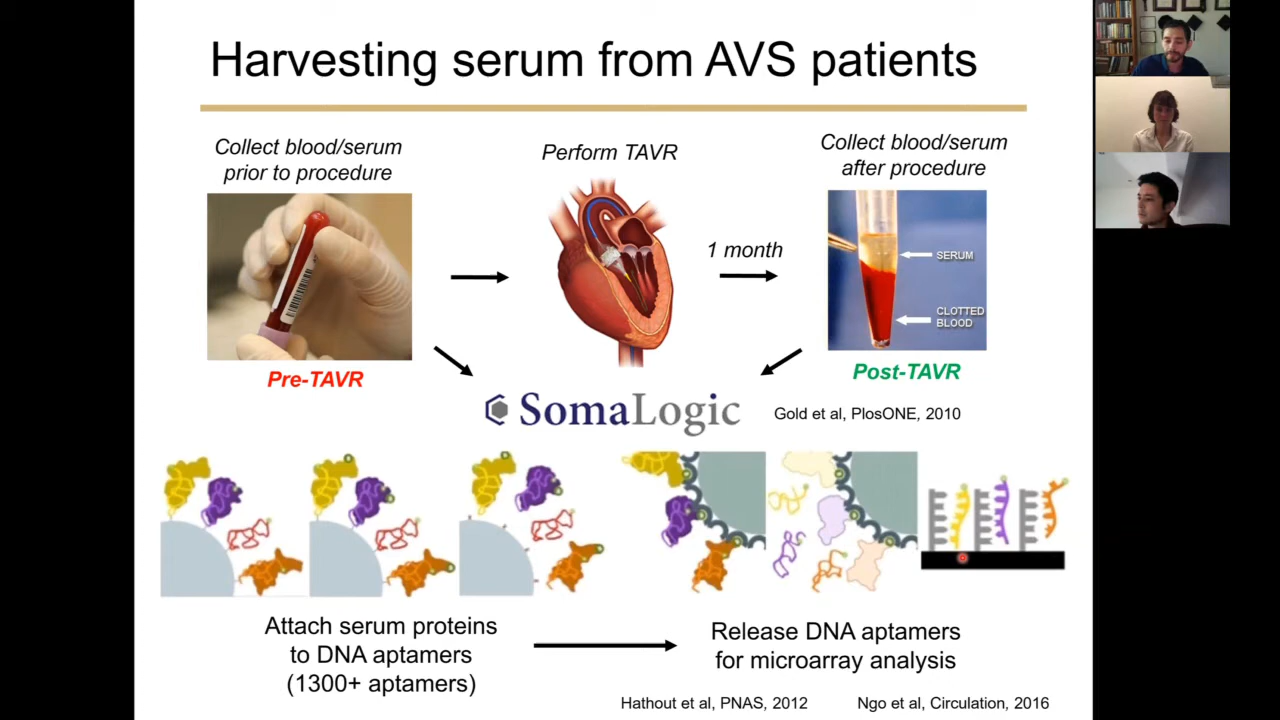 Harvesting serum from AVS patients
Collect blood/serum
prior to procedure
Perform TAVR
Collect blood/serum
after procedure
1 month
SERUM
CLOTTED
BLOOD
Pre-TAVR
Post-TAVR
SomaLogic
Gold et al, PlosONE, 2010
Attach serum proteins
to DNA aptamers
(1300+ aptamers)
Release DNA aptamers
for microarray analysis
Hathout et al, PNAS, 2012
Ngo et al, Circulation, 2016